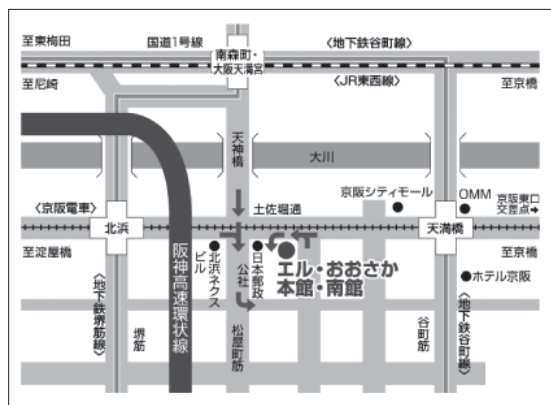 至東梅田
国道1号線
南森町・
大阪天満宮
〈地下鉄谷町線〉
至尼崎
〈JR東西線〉
至京橋
天神橋
大川
京阪シティモール
OMM
京阪東口
交差点→
〈京阪電車〉
土佐堀通
北浜
天満橋
至淀屋橋
至京橋
阪神高速環状線
北浜ネクス
ビル
公社
日本郵政
エル・おおさか
本館・南館
ホテル京阪
〈地下鉄堺筋線〉
堺筋
松屋町筋
谷町筋
〈地下鉄谷町線〉